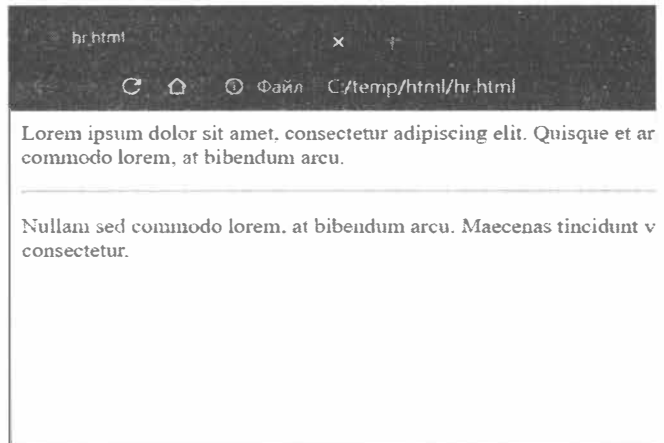 hr.html
Файл C:/temp/html/hr.html
Lorem ipsum dolor sit amet, consectetur adipiscing elit. Quisque et ar
commodo lorem, at bibendum arcu.
Nullam sed commodo lorem, at bibendum arcu. Maecenas tincidunt v
consectetur.